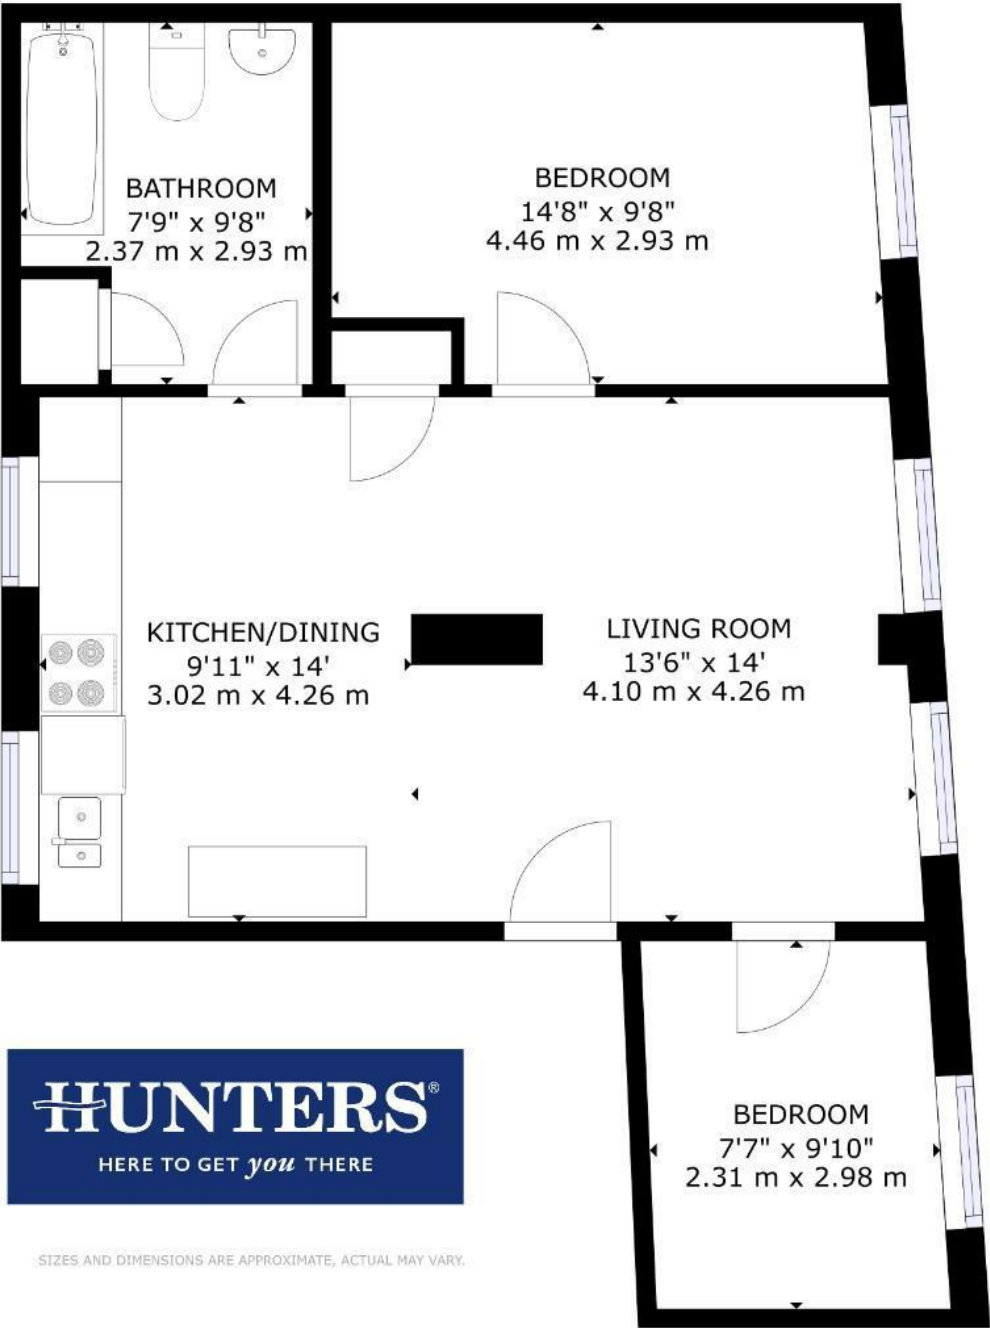 BATHROOM
7'9" x 9'8"
2.37 m x 2.93 m
BEDROOM
14'8" x 9'8"
4.46 m x 2.93 m
KITCHEN/DINING
9'11" x 14'
3.02 m x 4.26 m
LIVING ROOM
13'6" x 14'
4.10 m x 4.26 m
BEDROOM
7'7" x 9'10"
2.31 m x 2.98 m
HUNTERS®
HERE TO GET you THERE
SIZES AND DIMENSIONS ARE APPROXIMATE, ACTUAL MAY VARY.